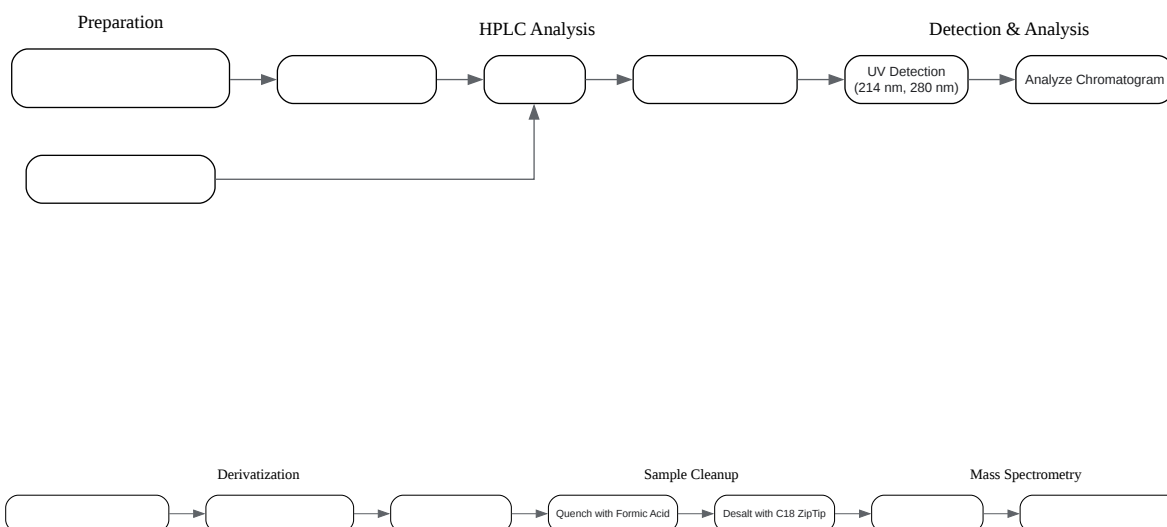 Preparation
HPLC Analysis
Detection & Analysis
UV Detection
(214 nm, 280 nm)
Analyze Chromatogram
Derivatization
Sample Cleanup
Mass Spectrometry
Quench with Formic Acid
Desalt with C18 ZipTip